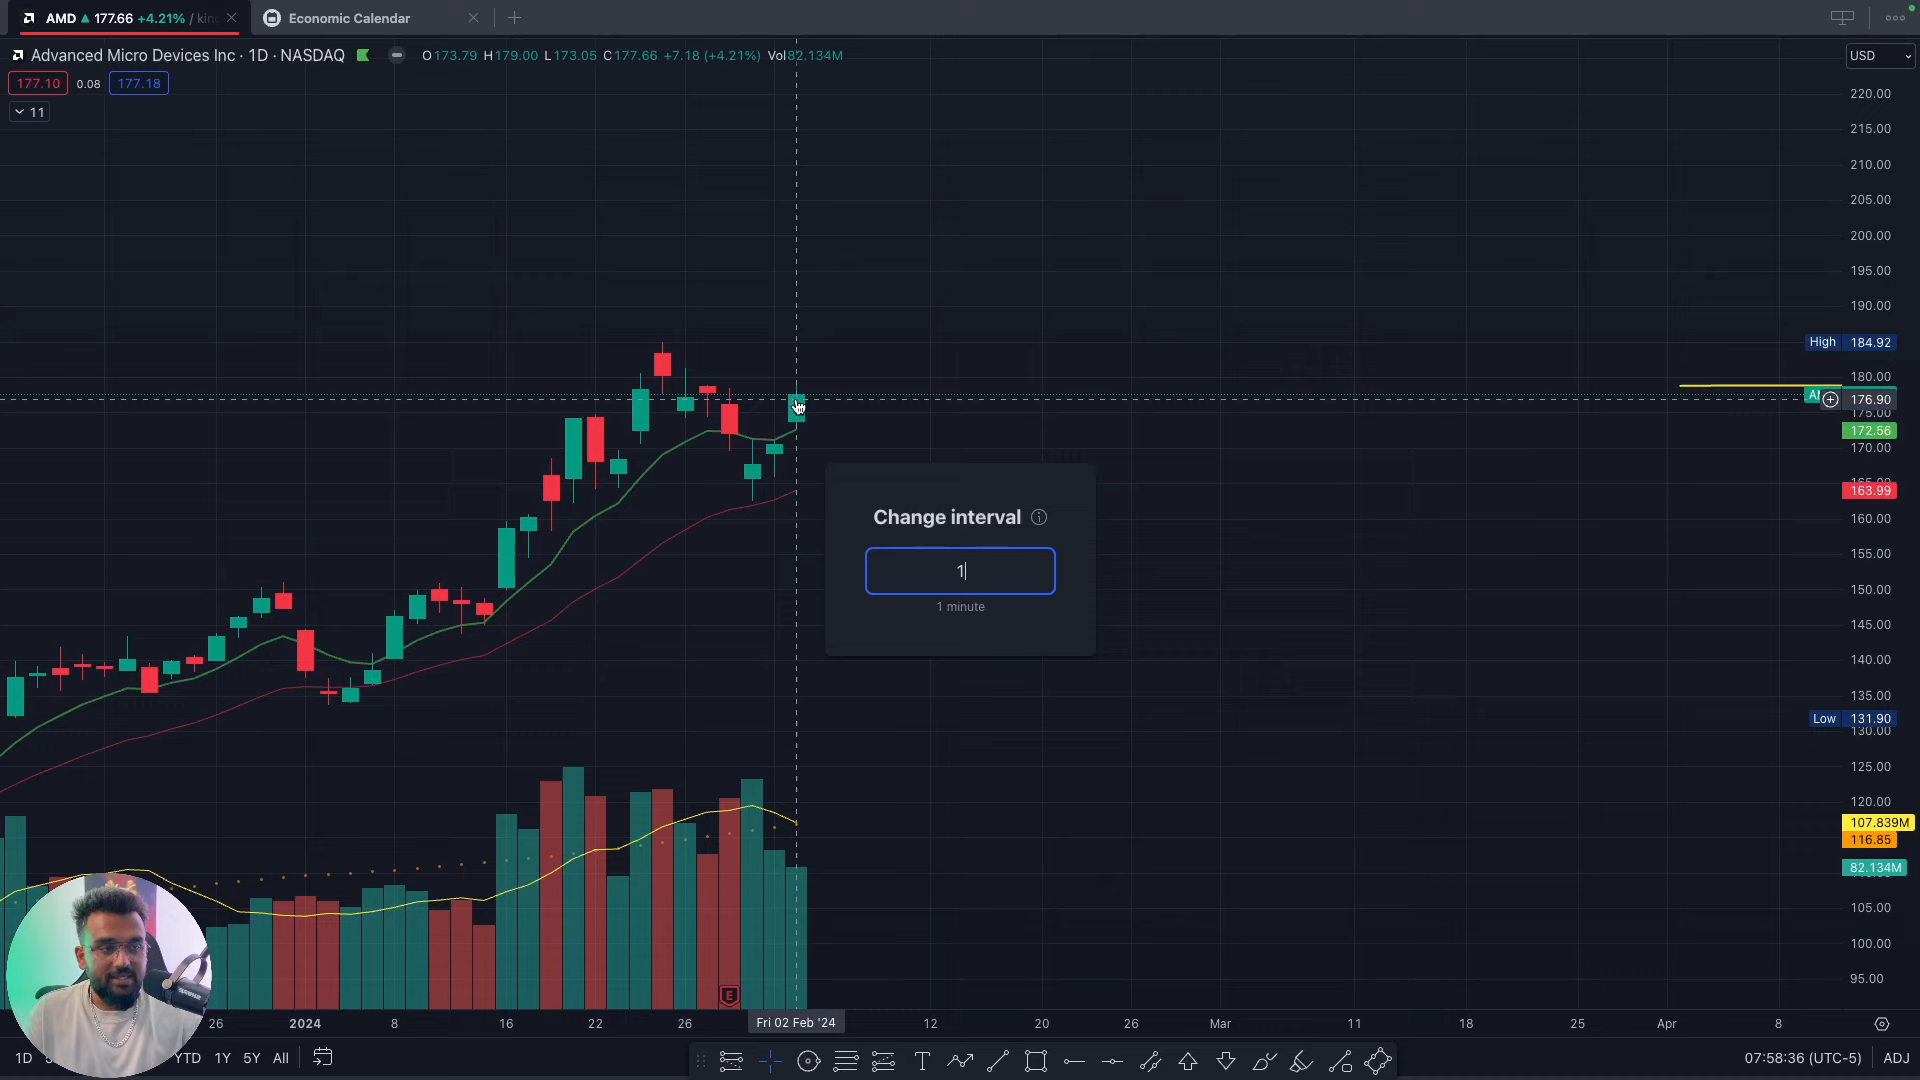 AMD ▲ 177.66 +4.21% / kin
Economic Calendar
Advanced Micro Devices Inc · 1D · NASDAQ
O173.79 H179.00 L173.05 C177.66 +7.18 (+4.21%) Vol82.134M
USD
177.10 0.08 177.18
11
220.00
215.00
210.00
205.00
200.00
195.00
190.00
High 184.92
180.00
176.90
175.00
172.56
170.00
163.99
160.00
155.00
150.00
145.00
140.00
135.00
Low 131.90
130.00
125.00
120.00
107.839M
116.85
82.134M
105.00
100.00
95.00
Change interval
1
1 minute
E
26 2024 8 16 22 26 Fri 02 Feb '24 12 20 26 Mar 11 18 25 Apr 8
1D YTD 1Y 5Y All
07:58:36 (UTC-5) ADJ